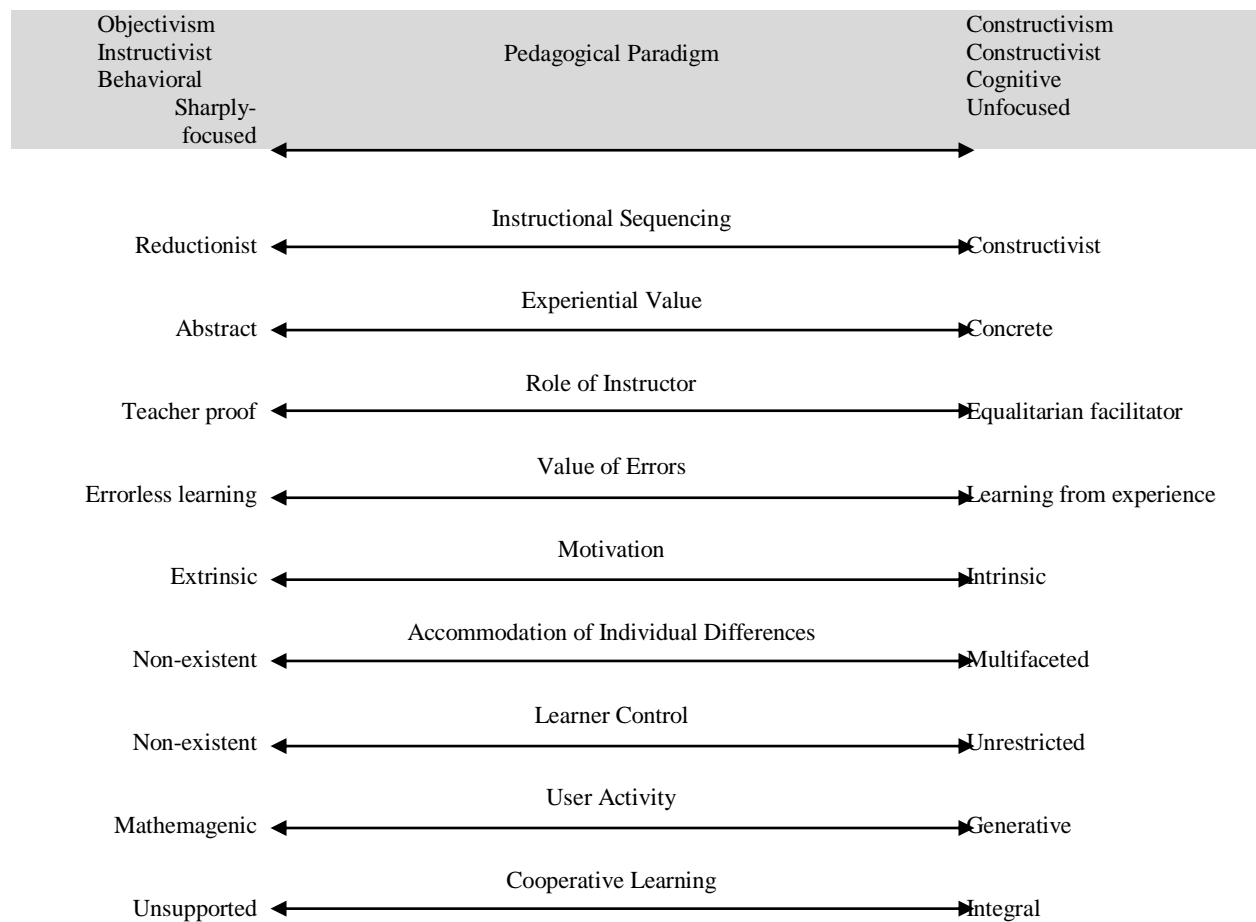 Objectivism
Instructivist
Behavioral
Sharply-
focused
Pedagogical Paradigm
Constructivism
Constructivist
Cognitive
Unfocused
Instructional Sequencing
Reductionist
Constructivist
Experiential Value
Abstract
Concrete
Role of Instructor
Teacher proof
Equalitarian facilitator
Value of Errors
Errorless learning
Learning from experience
Motivation
Extrinsic
Intrinsic
Accommodation of Individual Differences
Non-existent
Multifaceted
Learner Control
Non-existent
Unrestricted
User Activity
Mathemagenic
Generative
Cooperative Learning
Unsupported
Integral